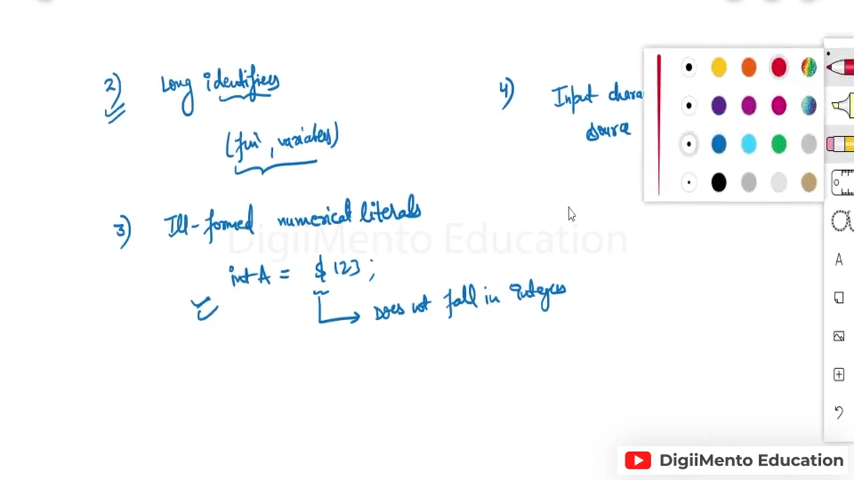 2) Long identifiers
(fun, variables)
3) Ill-formed numerical literals
int A = $123;
Does not fall in integers
4) Input chara
source
DigiiMento Education
A
DigiiMento Education